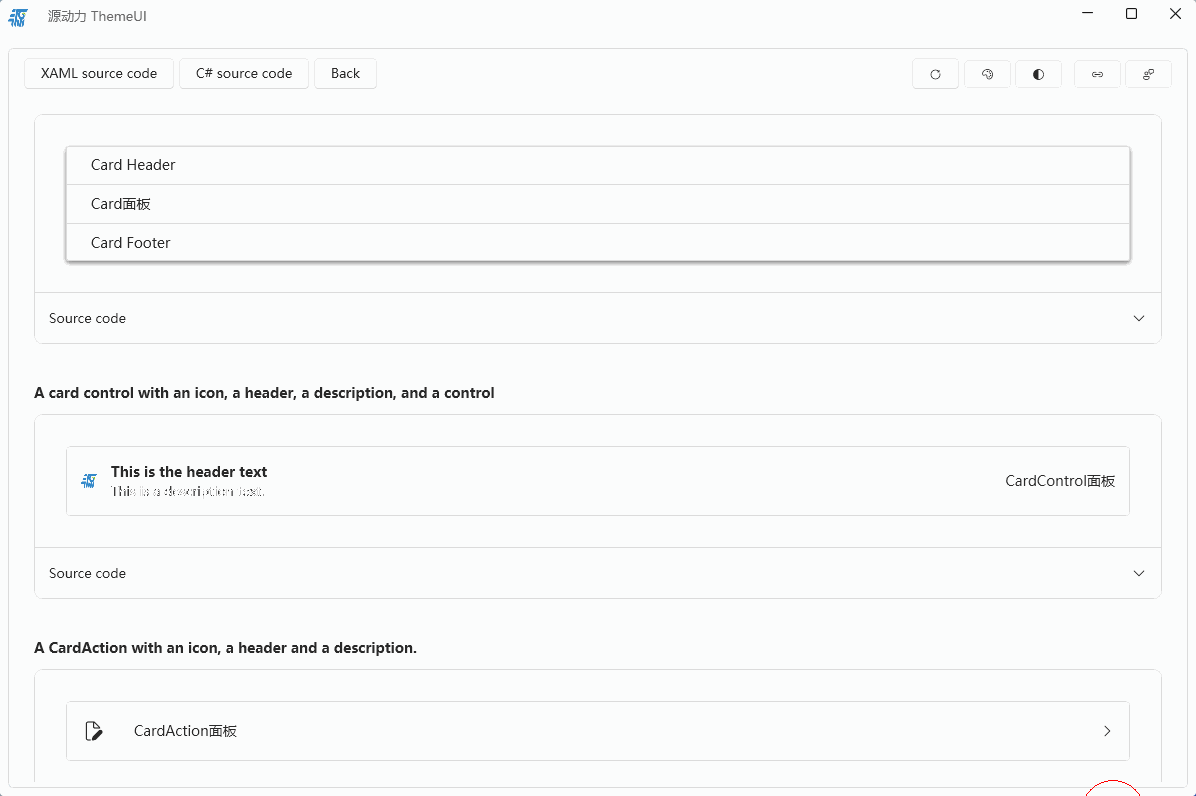 源动力 ThemeUI
XAML source code C# source code Back
Card Header
Card面板
Card Footer
Source code
A card control with an icon, a header, a description, and a control
This is the header text
This is a description text.
CardControl面板
Source code
A CardAction with an icon, a header and a description.
CardAction面板